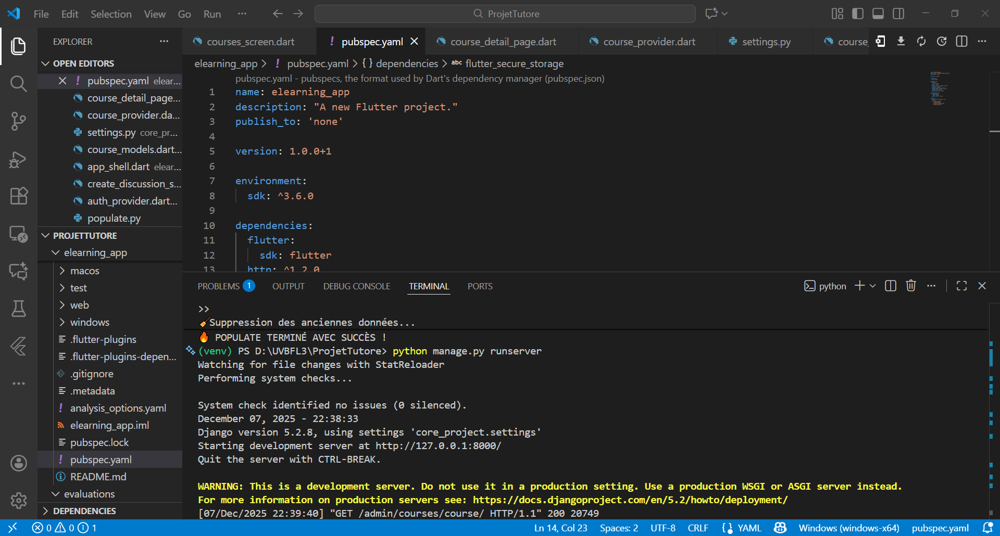 File Edit Selection View Go Run
ProjetTutore
EXPLORER
OPEN EDITORS
pubspec.yaml elear...
course_detail_page...
course_provider.da...
settings.py core_pr...
course_models.dart...
app_shell.dart elear...
create_discussion_s...
auth_provider.dart...
populate.py
PROJETTUTORE
elearning_app
macos
test
web
windows
.flutter-plugins
.flutter-plugins-depen...
.gitignore
.metadata
analysis_options.yaml
elearning_app.iml
pubspec.lock
pubspec.yaml
README.md
evaluations
DEPENDENCIES
courses_screen.dart pubspec.yaml course_detail_page.dart course_provider.dart settings.py course_
elearning_app > pubspec.yaml > {} dependencies > abc flutter_secure_storage
pubspec.yaml - pubspecs, the format used by Dart's dependency manager (pubspec.json)
1 name: elearning_app
2 description: "A new Flutter project."
3 publish_to: 'none'
4
5 version: 1.0.0+1
6
7 environment:
8 sdk: ^3.6.0
9
10 dependencies:
11 flutter:
12 sdk: flutter
13 http: ^1.2.0
PROBLEMS 1 OUTPUT DEBUG CONSOLE TERMINAL PORTS python
>>
🧹Suppression des anciennes données...
🔥 POPULATE TERMINÉ AVEC SUCCÈS !
(venv) PS D:\UVBFL3\ProjetTutore> python manage.py runserver
Watching for file changes with StatReloader
Performing system checks...
System check identified no issues (0 silenced).
December 07, 2025 - 22:38:33
Django version 5.2.8, using settings 'core_project.settings'
Starting development server at http://127.0.0.1:8000/
Quit the server with CTRL-BREAK.
WARNING: This is a development server. Do not use it in a production setting. Use a production WSGI or ASGI server instead.
For more information on production servers see: https://docs.djangoproject.com/en/5.2/howto/deployment/
[07/Dec/2025 22:39:40] "GET /admin/courses/course/ HTTP/1.1" 200 20749
0 0 1 Ln 14, Col 23 Spaces: 2 UTF-8 CRLF {} YAML Windows (windows-x64) pubspec.yaml